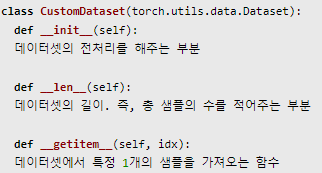 class CustomDataset(torch.utils.data.Dataset):
def __init__(self):
데이터셋의 전처리를 해주는 부분
def __len__(self):
데이터셋의 길이. 즉, 총 샘플의 수를 적어주는 부분
def __getitem__(self, idx):
데이터셋에서 특정 1개의 샘플을 가져오는 함수